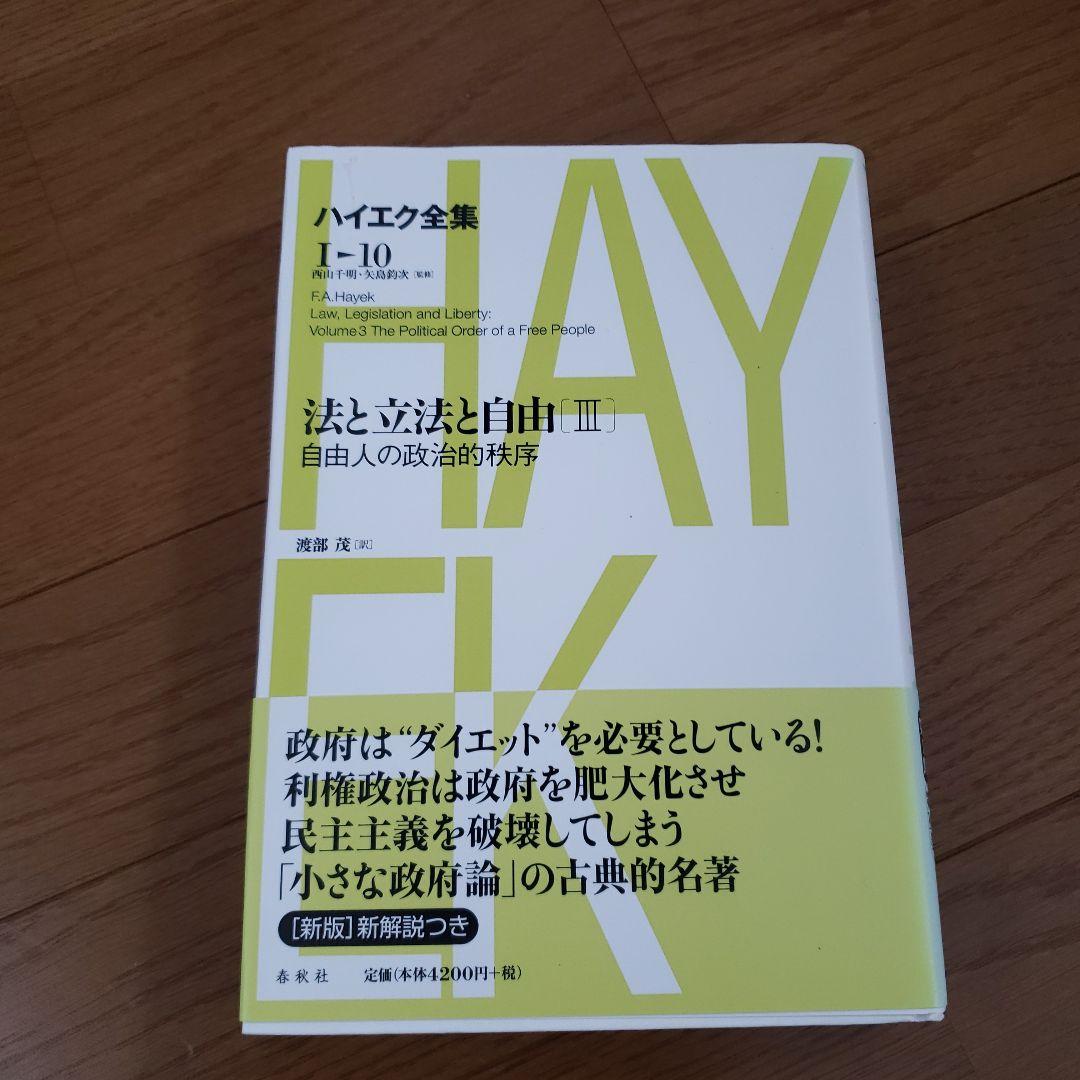 HAY
EK
ハイエク全集
I-10
西山千明・矢島鈞次[監修]
F.A.Hayek
Law, Legislation and Liberty:
Volume3 The Political Order of a Free People
法と立法と自由[III]
自由人の政治的秩序
渡部 茂[訳]
政府は“ダイエット”を必要としている!
利権政治は政府を肥大化させ
民主主義を破壊してしまう
「小さな政府論」の古典的名著
[新版]新解説つき
春秋社 定価(本体4200円+税)